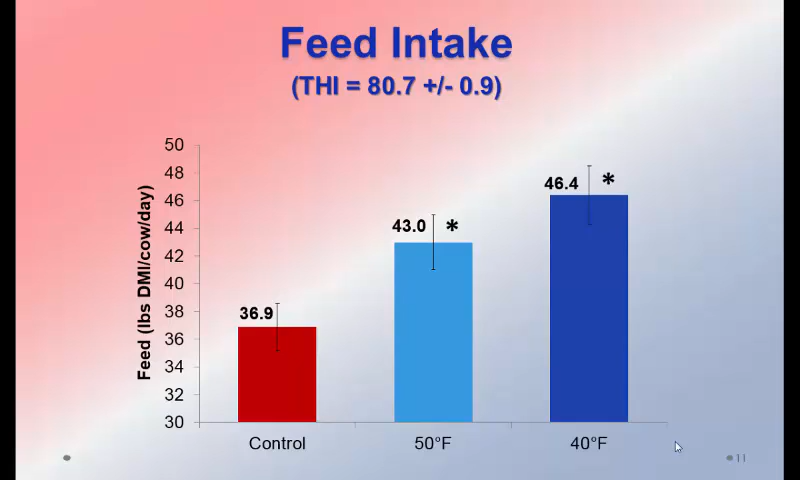 Feed Intake
(THI = 80.7 +/- 0.9)
Feed (lbs DMI/cow/day)
50
48
46
44
42
40
38
36
34
32
30
36.9
43.0 *
46.4 *
Control
50°F
40°F
11